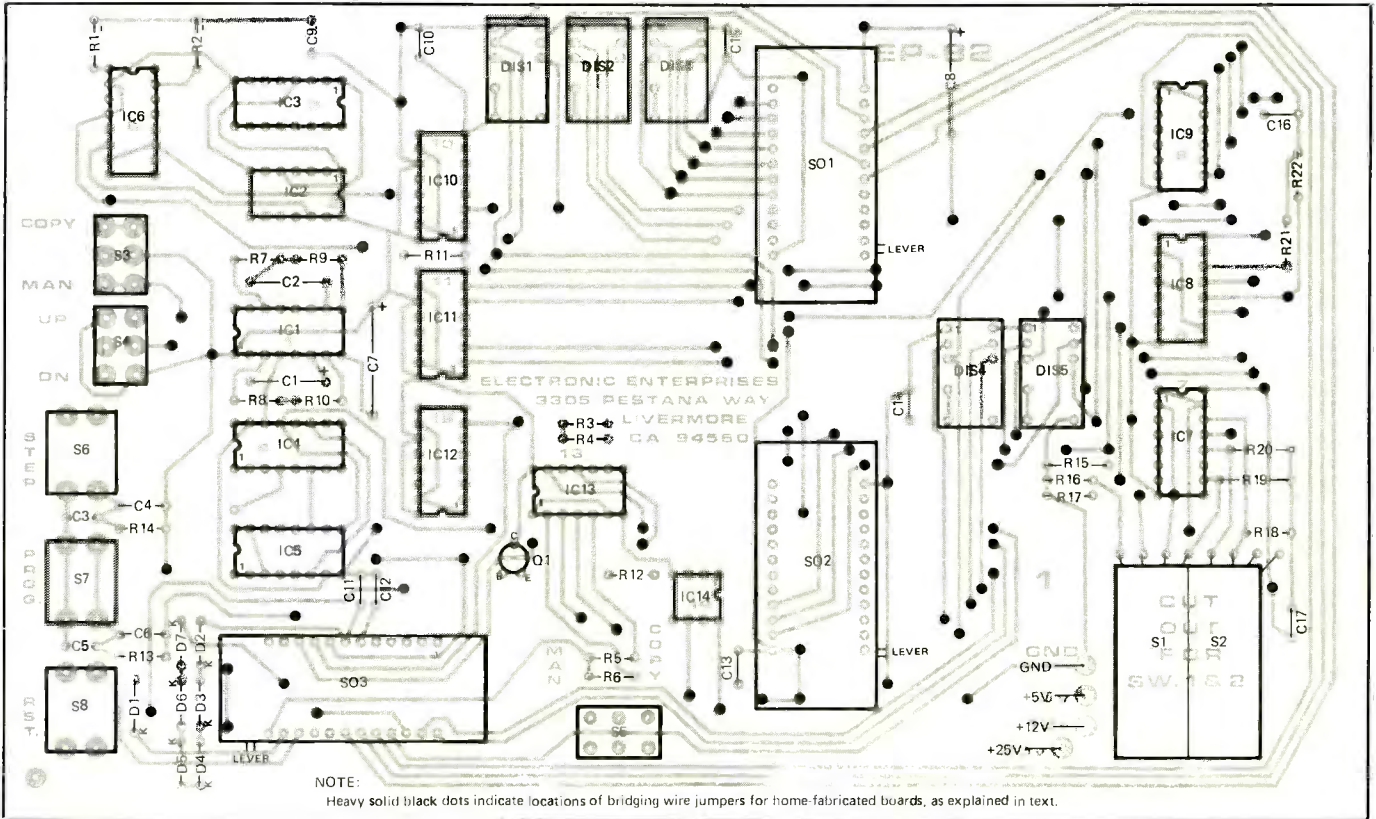 R1
R2
C9
C10
DIS1
DIS2
C8
+
EP-82
IC6
IC3
1
IC2
IC10
SO1
LEVER
IC9
C16
R22
R21
COPY
S3
MAN
UP
S4
DN
R7
R9
C2
R11
IC1
IC11
C7
+
C1
+
R8
R10
IC8
1
DIS4
DIS5
ELECTRONIC ENTERPRISES
3305 PESTANA WAY
LIVERMORE
CA 94550
R3
R4
13
IC13
STEP
S6
C4
C3
R14
1
IC12
IC7
R15
R16
R17
R20
R19
R18
PROG.
S7
IC5
C11
C12
C
Q1
B
E
R12
IC14
SO2
LEVER
1
C6
C5
R13
D7
D2
D6
D3
D1
D5
D4
K
RST.
S8
SO3
LEVER
MAN
COPY
R5
R6
C13
S1
S2
CUT
OUT
FOR
SW.1&2
C17
GND
GND
+5V
+12V
+25V
NOTE:
Heavy solid black dots indicate locations of bridging wire jumpers for home-fabricated boards, as explained in text.